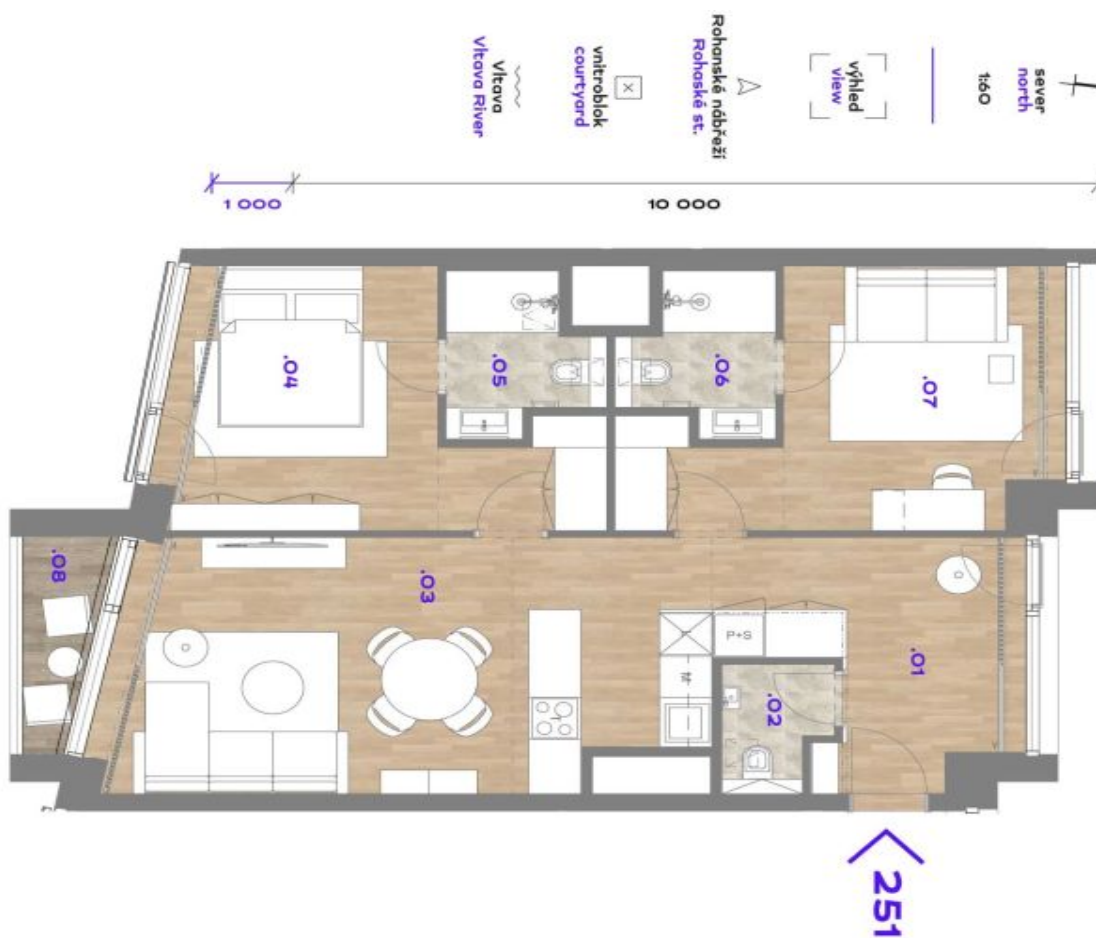 sever
north
1:60
výhled
view
Rohanské nábřeží
Rohaské st.
vnitroblok
courtyard
Vltava
Vltava River
1 000
10 000
.04
.05
.06
.07
.08
.03
P+S
.02
.01
251